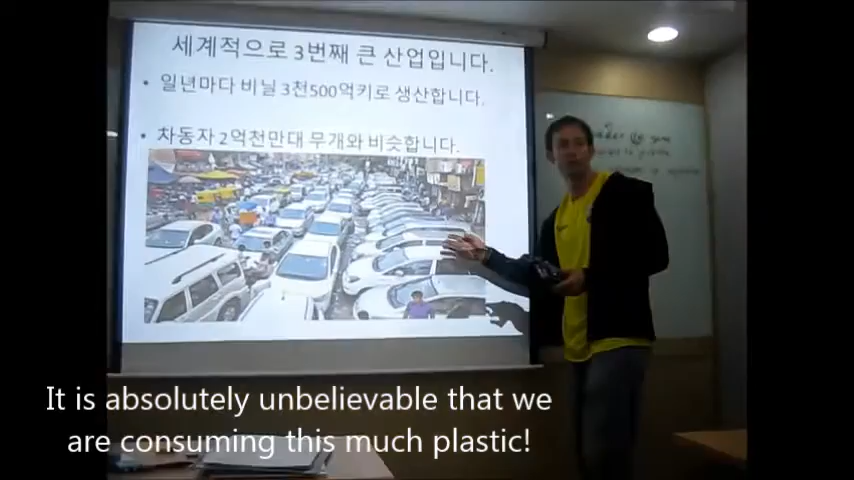 세계적으로 3번째 큰 산업입니다.
• 일년마다 비닐 3천500억키로 생산합니다.
• 차동자 2억천만대 무개와 비슷합니다.
It is absolutely unbelievable that we
are consuming this much plastic!